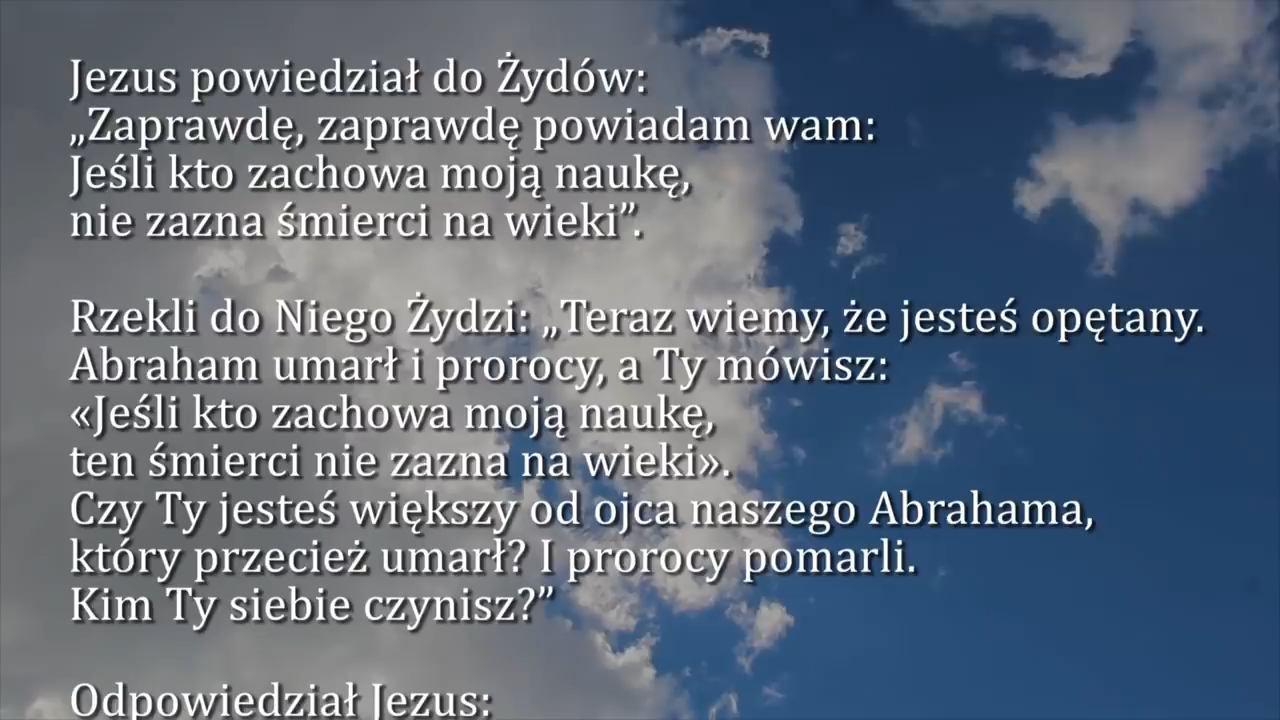 Jezus powiedział do Żydów:
„Zaprawdę, zaprawdę powiadam wam:
Jeśli kto zachowa moją naukę,
nie zazna śmierci na wieki”.
Rzekli do Niego Żydzi: „Teraz wiemy, że jesteś opętany.
Abraham umarł i prorocy, a Ty mówisz:
«Jeśli kto zachowa moją naukę,
ten śmierci nie zazna na wieki».
Czy Ty jesteś większy od ojca naszego Abrahama,
który przecież umarł? I prorocy pomarli.
Kim Ty siebie czynisz?”
Odpowiedział Jezus: